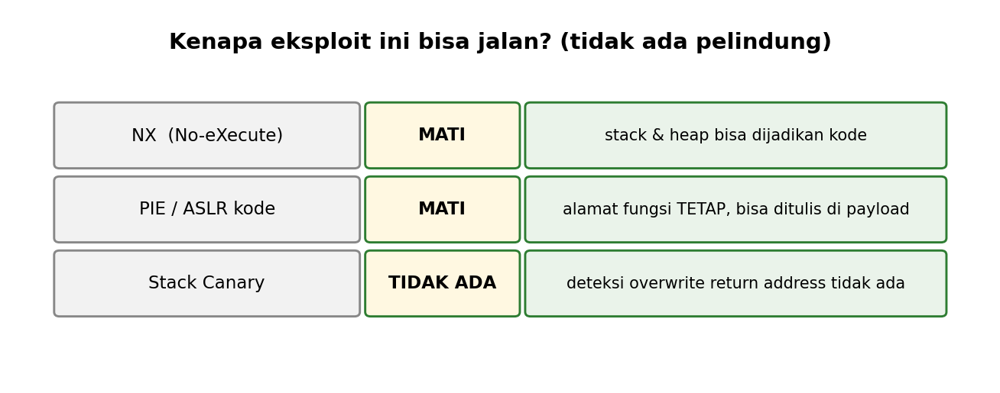 Kenapa eksploit ini bisa jalan? (tidak ada pelindung)
NX  (No-eXecute) MATI stack & heap bisa dijadikan kode
PIE / ASLR kode MATI alamat fungsi TETAP, bisa ditulis di payload
Stack Canary TIDAK ADA deteksi overwrite return address tidak ada